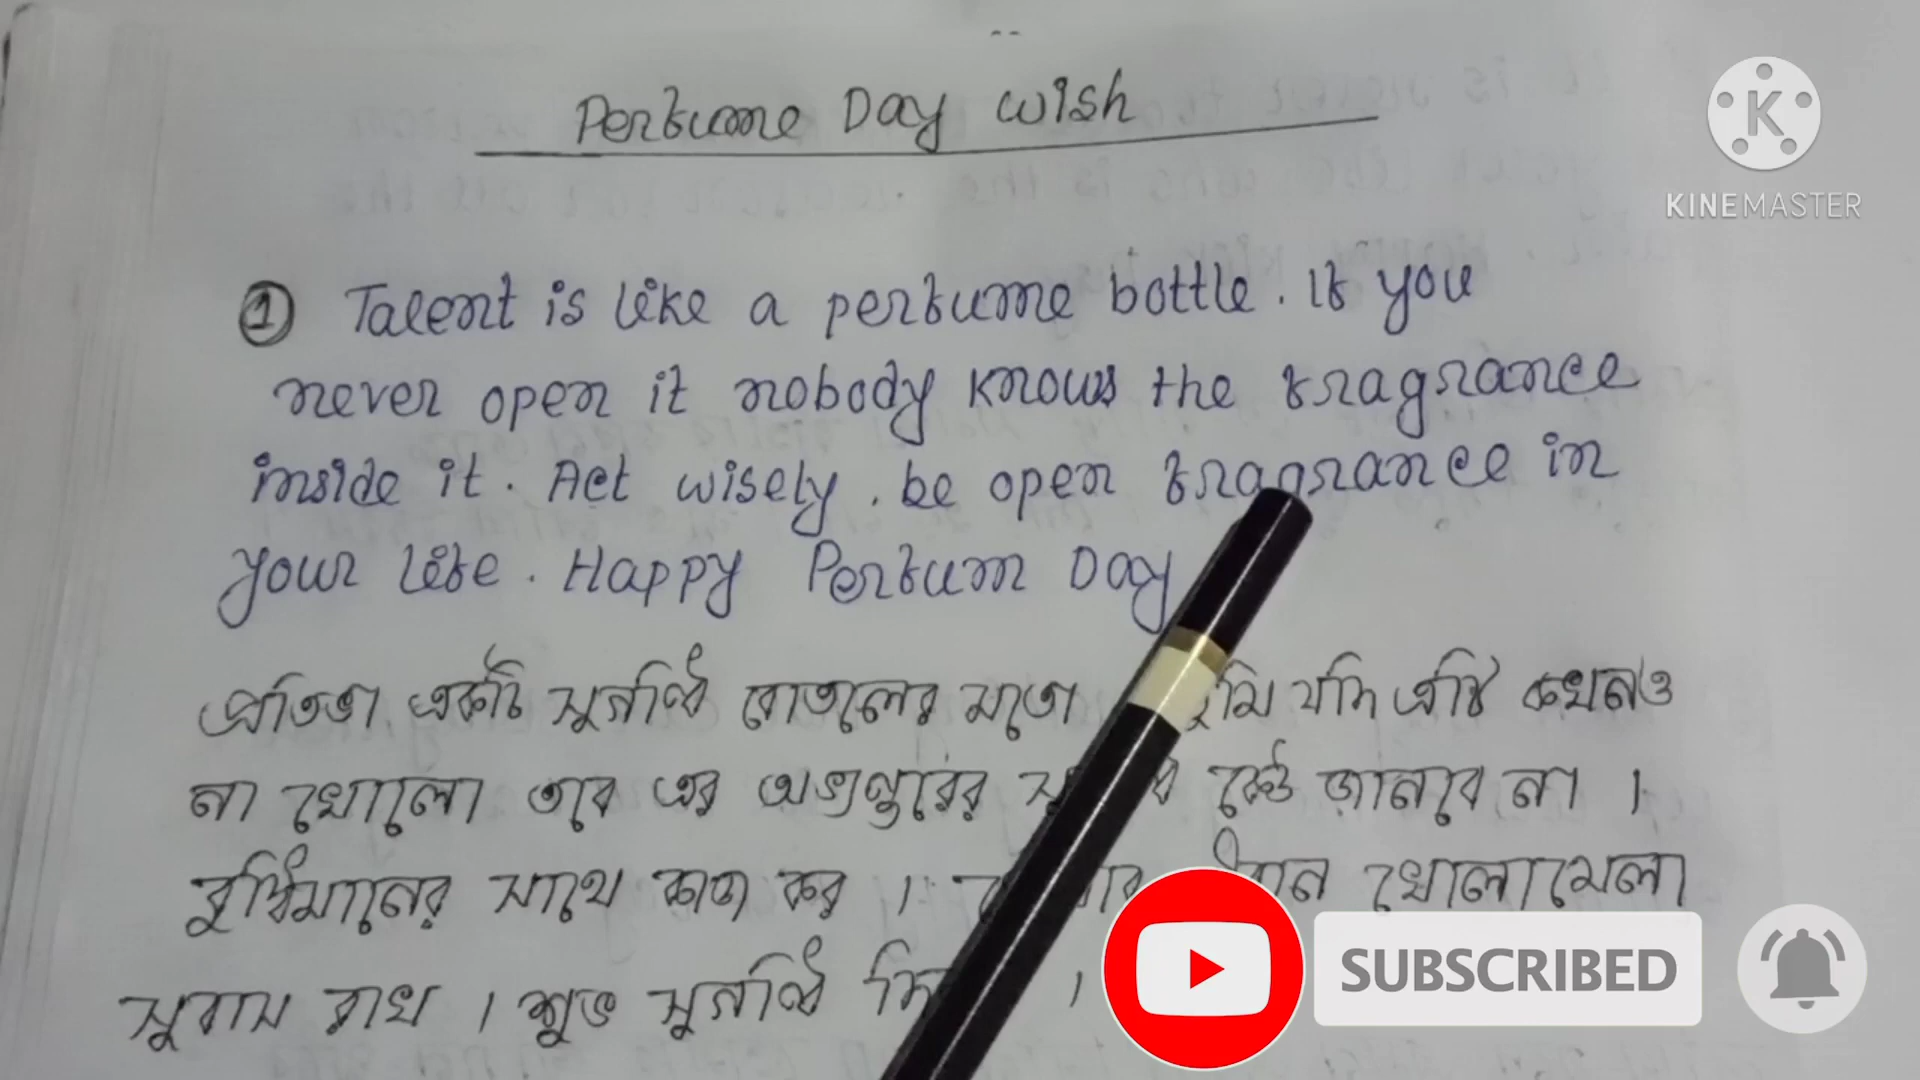 Perfume Day Wish
KINEMASTER
① Talent is like a perfume bottle. If you
never open it nobody knows the fragrance
inside it. Act wisely. be open fragrance in
your life. Happy Perfum Day
প্রতিভা একটি সুগন্ধি বোতলের মতো যদি এটি কখনও
না খোলো তবে এর অভ্যন্তরের কেউ জানবে না ।
বুদ্ধিমানের সাথে কাজ কর । খোলামেলা
সুবাস রাখ । শুভ সুগন্ধি ।
SUBSCRIBED